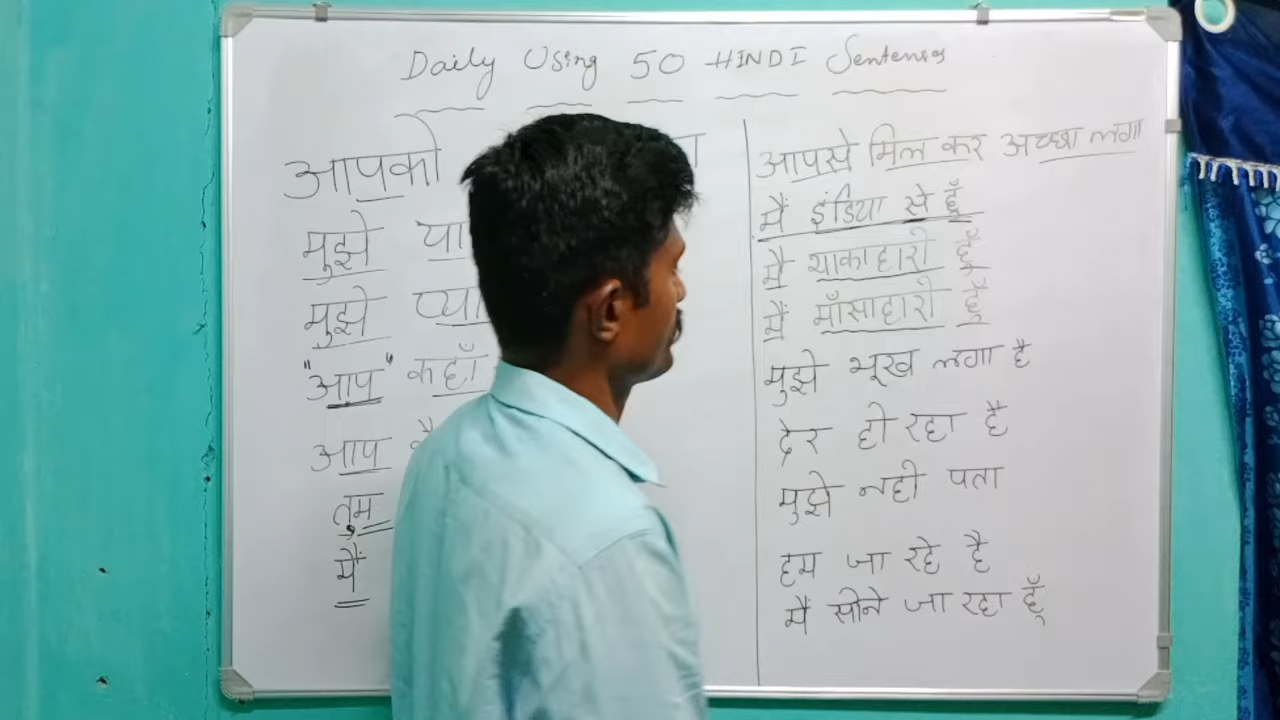 Daily Using 50 HINDI Sentenses
आपको
मुझे
मुझे
"आप" कहाँ
आप
तुम
मैं
आपसे मिल कर अच्छा लगा
मैं इंडिया से हूँ
मैं शाकाहारी हूँ
मैं माँसाहारी हूँ
मुझे भूख लगा है
देर हो रहा है
मुझे नही पता
हम जा रहे है
मैं सोने जा रहा हूँ